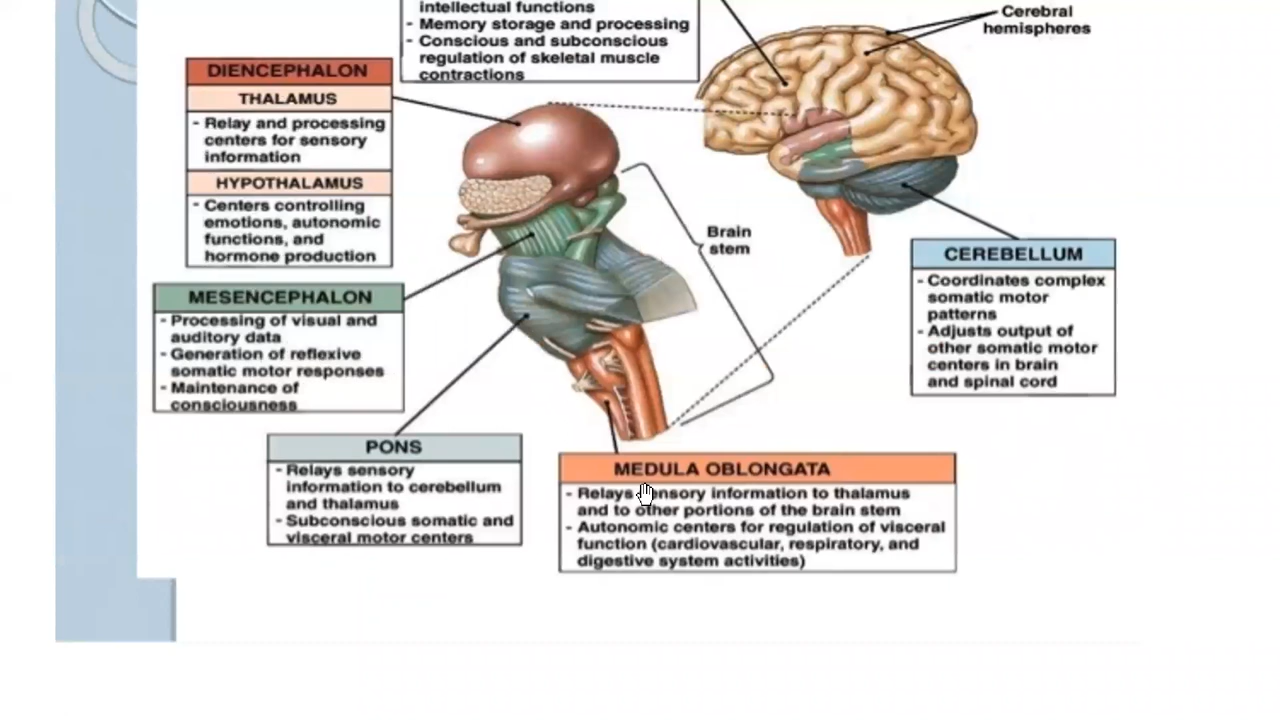 intellectual functions
- Memory storage and processing
- Conscious and subconscious
regulation of skeletal muscle
contractions
Cerebral
hemispheres
DIENCEPHALON
THALAMUS
- Relay and processing
centers for sensory
information
HYPOTHALAMUS
- Centers controlling
emotions, autonomic
functions, and
hormone production
Brain
stem
CEREBELLUM
- Coordinates complex
somatic motor
patterns
- Adjusts output of
other somatic motor
centers in brain
and spinal cord
MESENCEPHALON
- Processing of visual and
auditory data
- Generation of reflexive
somatic motor responses
- Maintenance of
consciousness
PONS
- Relays sensory
information to cerebellum
and thalamus
- Subconscious somatic and
visceral motor centers
MEDULA OBLONGATA
- Relays sensory information to thalamus
and to other portions of the brain stem
- Autonomic centers for regulation of visceral
function (cardiovascular, respiratory, and
digestive system activities)